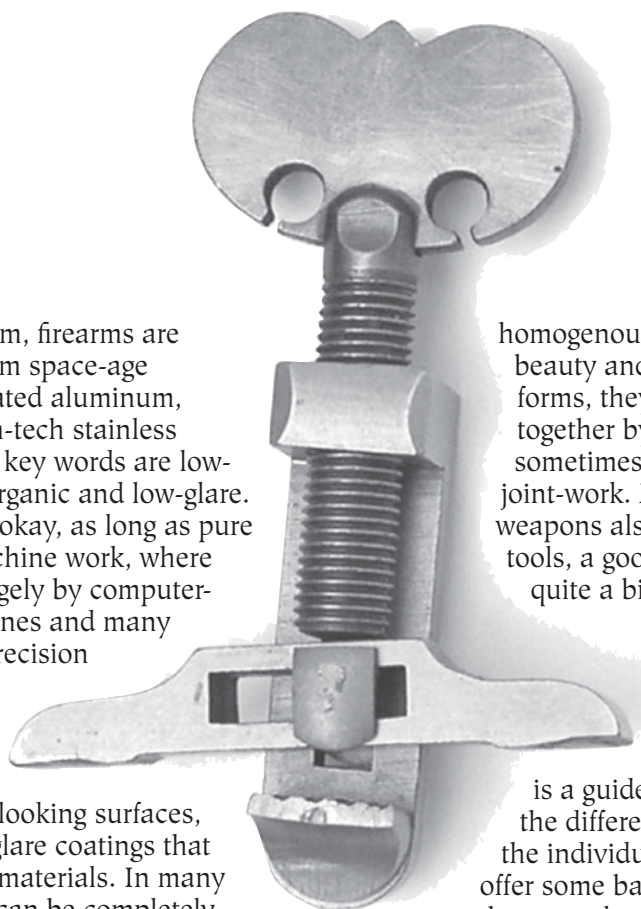 m, firearms are
m space-age
ated aluminum,
h-tech stainless
key words are low-
rganic and low-glare.
okay, as long as pure
chine work, where
gely by computer-
nes and many
recision
looking surfaces,
glare coatings that
materials. In many
can be completely
homogenou
beauty and
forms, they
together by
sometimes
joint-work.
weapons als
tools, a goo
quite a bi
is a guide
the differe
the individu
offer some ba